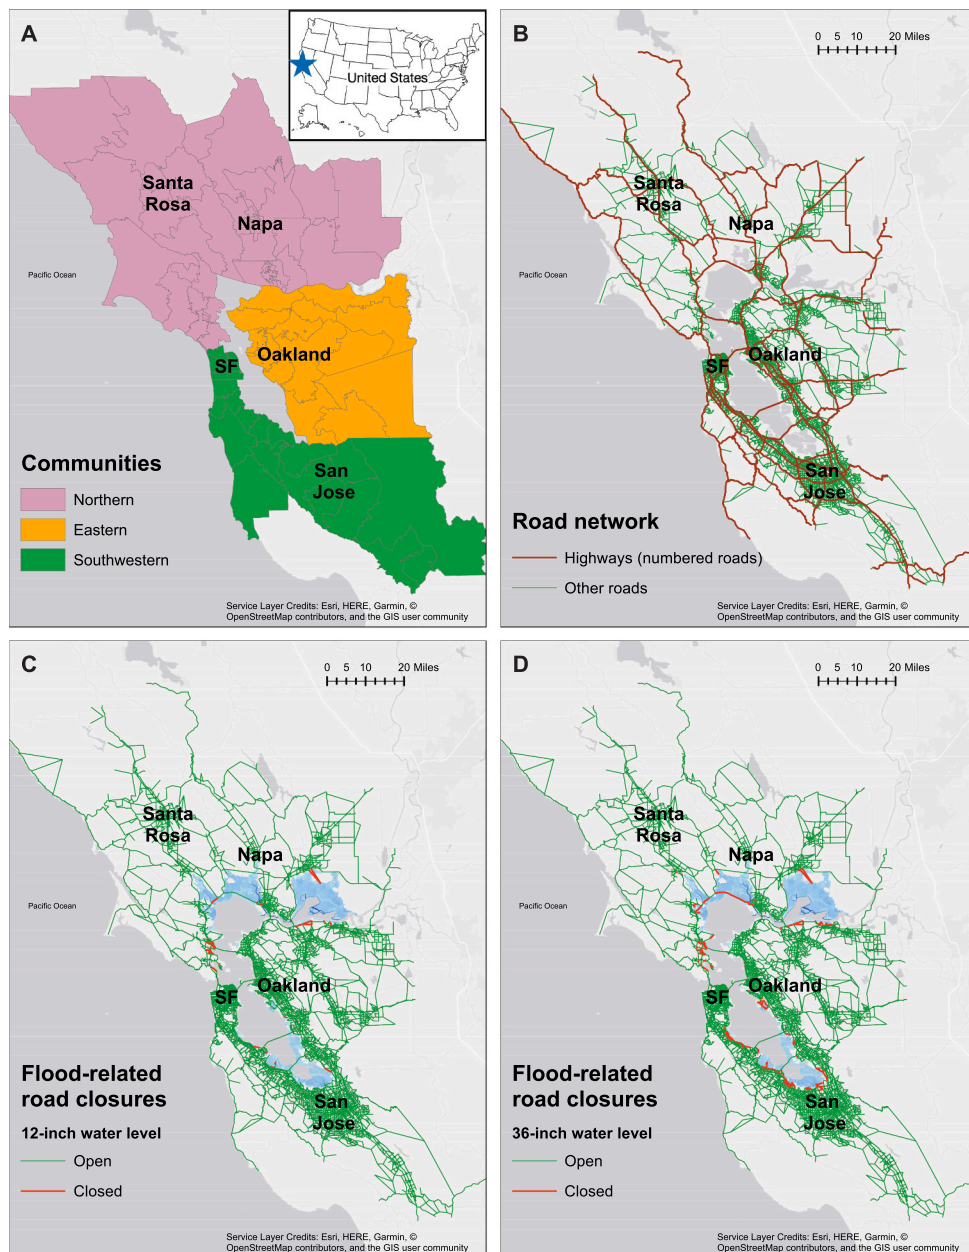 A
United States
Santa
Rosa
Napa
Pacific Ocean
Oakland
SF
San
Jose
Communities
Northern
Eastern
Southwestern
Service Layer Credits: Esri, HERE, Garmin, ©
OpenStreetMap contributors, and the GIS user community
B
0 5 10 20 Miles
Santa
Rosa
Napa
Pacific Ocean
Oakland
SF
San
Jose
Road network
Highways (numbered roads)
Other roads
Service Layer Credits: Esri, HERE, Garmin, ©
OpenStreetMap contributors, and the GIS user community
C
0 5 10 20 Miles
Santa
Rosa
Napa
Pacific Ocean
Oakland
SF
San
Jose
Flood-related
road closures
12-inch water level
Open
Closed
Service Layer Credits: Esri, HERE, Garmin, ©
OpenStreetMap contributors, and the GIS user community
D
0 5 10 20 Miles
Santa
Rosa
Napa
Pacific Ocean
Oakland
SF
San
Jose
Flood-related
road closures
36-inch water level
Open
Closed
Service Layer Credits: Esri, HERE, Garmin, ©
OpenStreetMap contributors, and the GIS user community